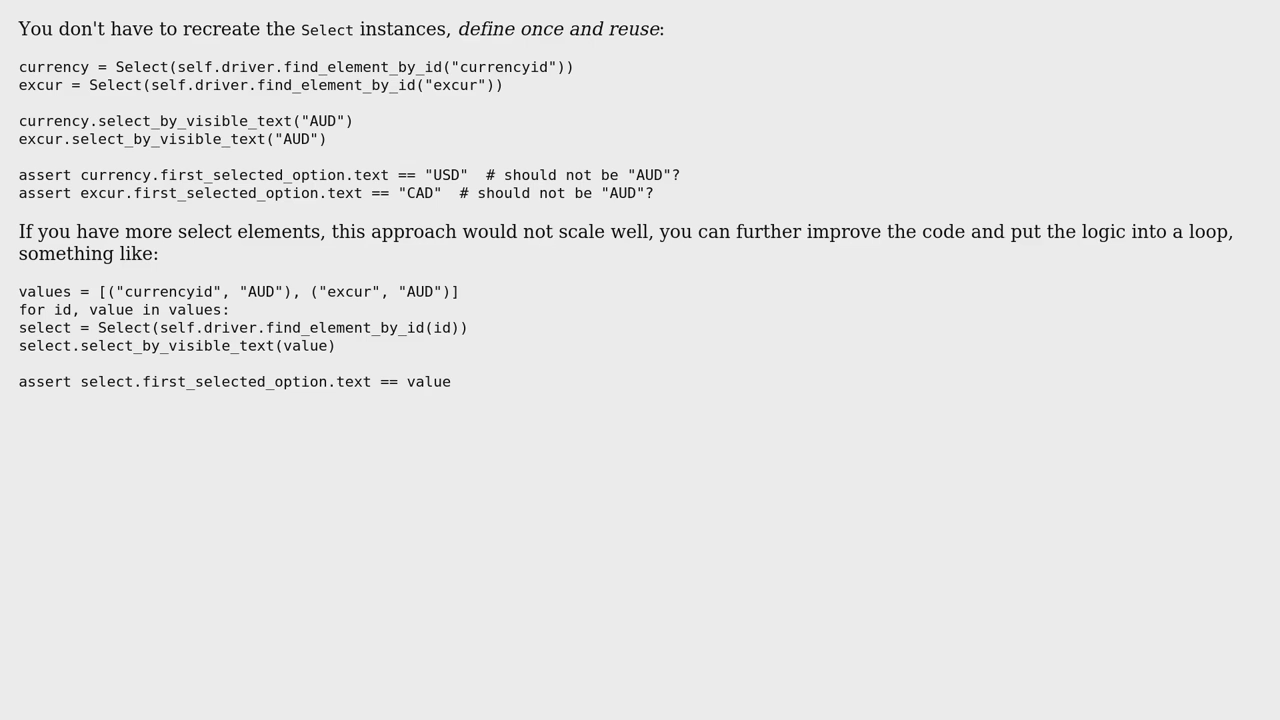 You don't have to recreate the Select instances, define once and reuse:
currency = Select(self.driver.find_element_by_id("currencyid"))
excur = Select(self.driver.find_element_by_id("excur"))
currency.select_by_visible_text("AUD")
excur.select_by_visible_text("AUD")
assert currency.first_selected_option.text == "USD"  # should not be "AUD"?
assert excur.first_selected_option.text == "CAD"  # should not be "AUD"?
If you have more select elements, this approach would not scale well, you can further improve the code and put the logic into a loop,
something like:
values = [("currencyid", "AUD"), ("excur", "AUD")]
for id, value in values:
select = Select(self.driver.find_element_by_id(id))
select.select_by_visible_text(value)
assert select.first_selected_option.text == value